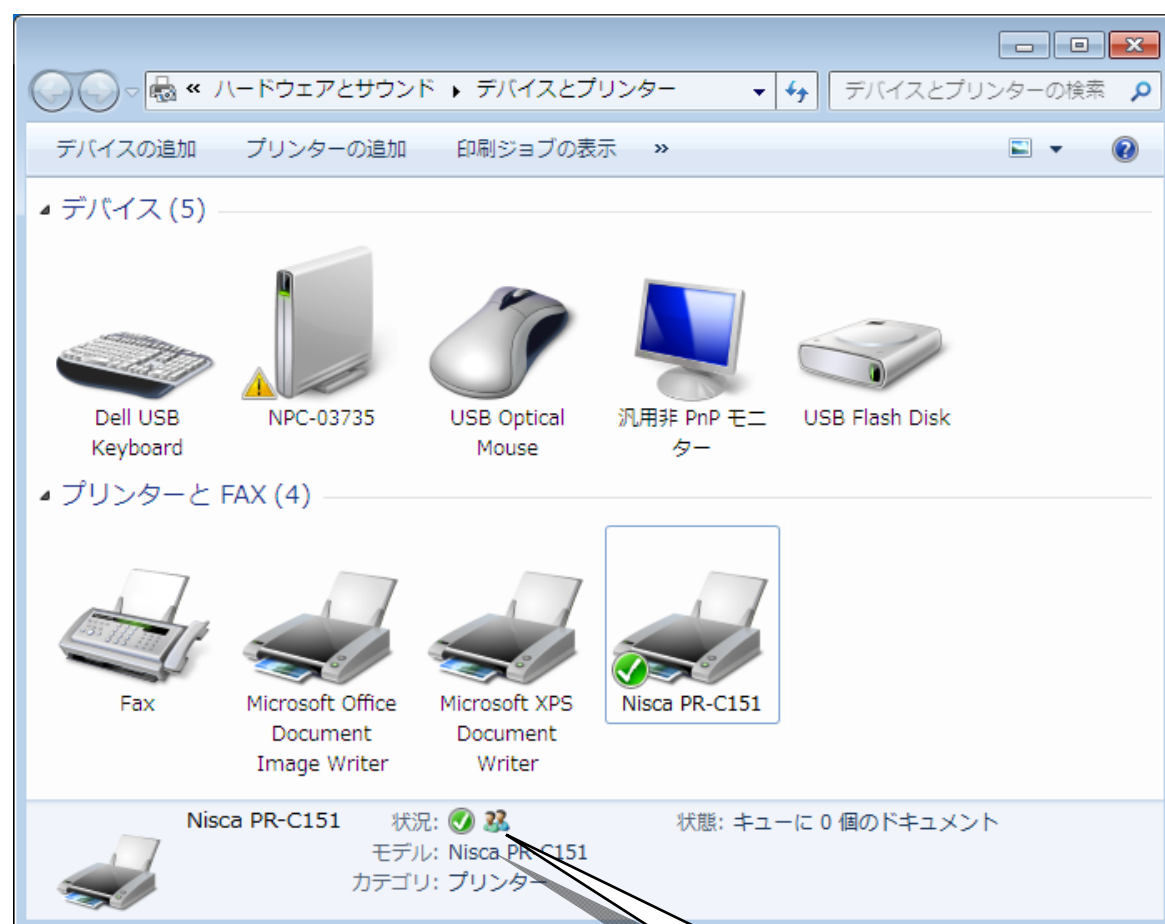 « ハードウェアとサウンド ▸ デバイスとプリンター
デバイスとプリンターの検索
デバイスの追加 プリンターの追加 印刷ジョブの表示 »
デバイス (5)
Dell USB
Keyboard
NPC-03735
USB Optical
Mouse
汎用非 PnP モニ
ター
USB Flash Disk
プリンターと FAX (4)
Fax
Microsoft Office
Document
Image Writer
Microsoft XPS
Document
Writer
Nisca PR-C151
Nisca PR-C151 状況: 状態: キューに 0 個のドキュメント
モデル: Nisca PR-C151
カテゴリ: プリンター